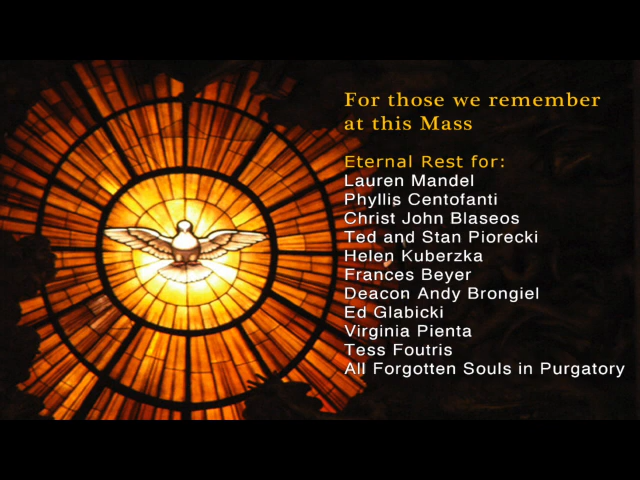 For those we remember
at this Mass
Eternal Rest for:
Lauren Mandel
Phyllis Centofanti
Christ John Blaseos
Ted and Stan Piorecki
Helen Kuberzka
Frances Beyer
Deacon Andy Brongiel
Ed Glabicki
Virginia Pienta
Tess Foutris
All Forgotten Souls in Purgatory